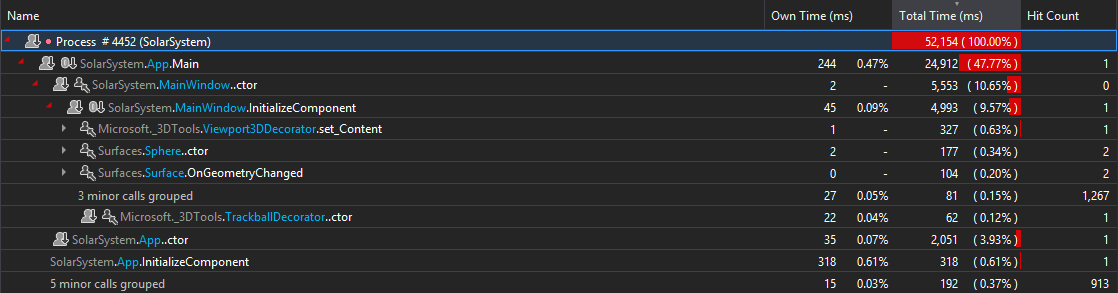 Name Own Time (ms) Total Time (ms) Hit Count
Process # 4452 (SolarSystem) 52,154 ( 100.00% )
SolarSystem.App.Main 244 0.47% 24,912 ( 47.77% ) 1
SolarSystem.MainWindow..ctor 2 - 5,553 ( 10.65% ) 0
SolarSystem.MainWindow.InitializeComponent 45 0.09% 4,993 ( 9.57% ) 1
Microsoft._3DTools.Viewport3DDecorator.set_Content 1 - 327 ( 0.63% ) 1
Surfaces.Sphere..ctor 2 - 177 ( 0.34% ) 2
Surfaces.Surface.OnGeometryChanged 0 - 104 ( 0.20% ) 2
3 minor calls grouped 27 0.05% 81 ( 0.15% ) 1,267
Microsoft._3DTools.TrackballDecorator..ctor 22 0.04% 62 ( 0.12% ) 1
SolarSystem.App..ctor 35 0.07% 2,051 ( 3.93% ) 1
SolarSystem.App.InitializeComponent 318 0.61% 318 ( 0.61% ) 1
5 minor calls grouped 15 0.03% 192 ( 0.37% ) 913